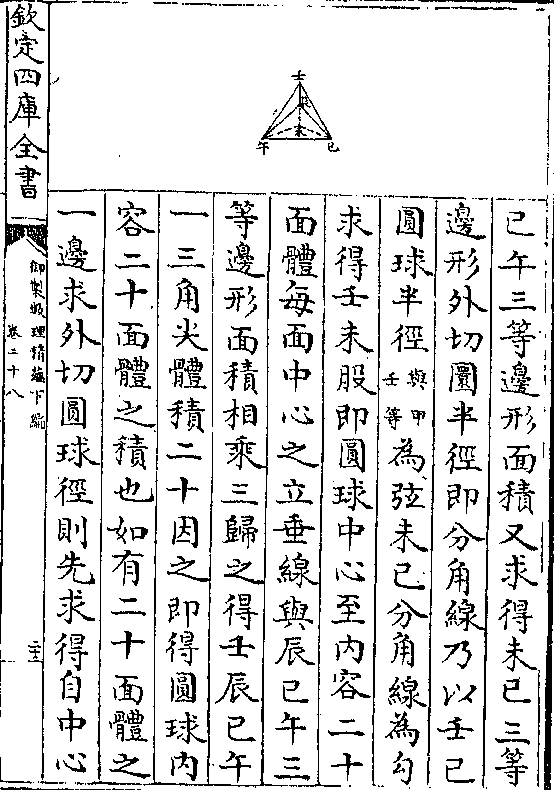 欽定四庫全書
御製數理精蘊下編
卷二十八
壬
辰
未
午
巳
巳午三等邊形面積又求得未巳三等
邊形外切圜半徑即分角線乃以壬巳
圓球半徑與甲壬等為弦未巳分角線為勾
求得壬未股即圓球中心至内容二十
面體每面中心之立垂線與辰巳午三
等邊形面積相乘三歸之得壬辰巳午
一三角尖體積二十因之即得圓球内
容二十面體之積也如有二十面體之
一邊求外切圓球徑則先求得自中心